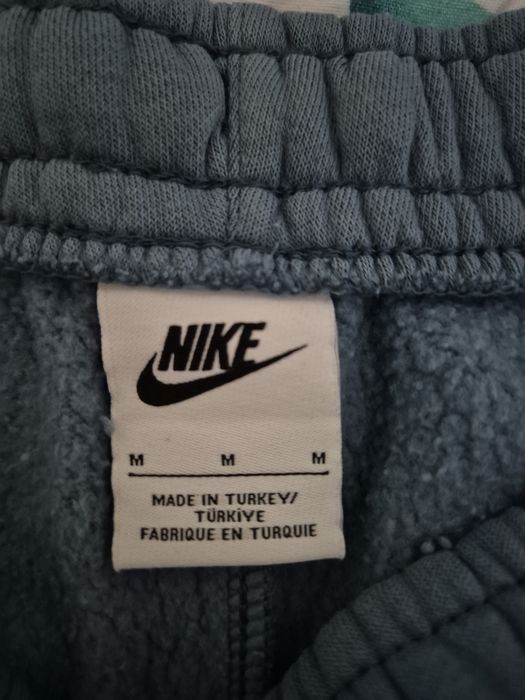 NIKE
M M M
MADE IN TURKEY/
TÜRKİYE
FABRIQUE EN TURQUIE